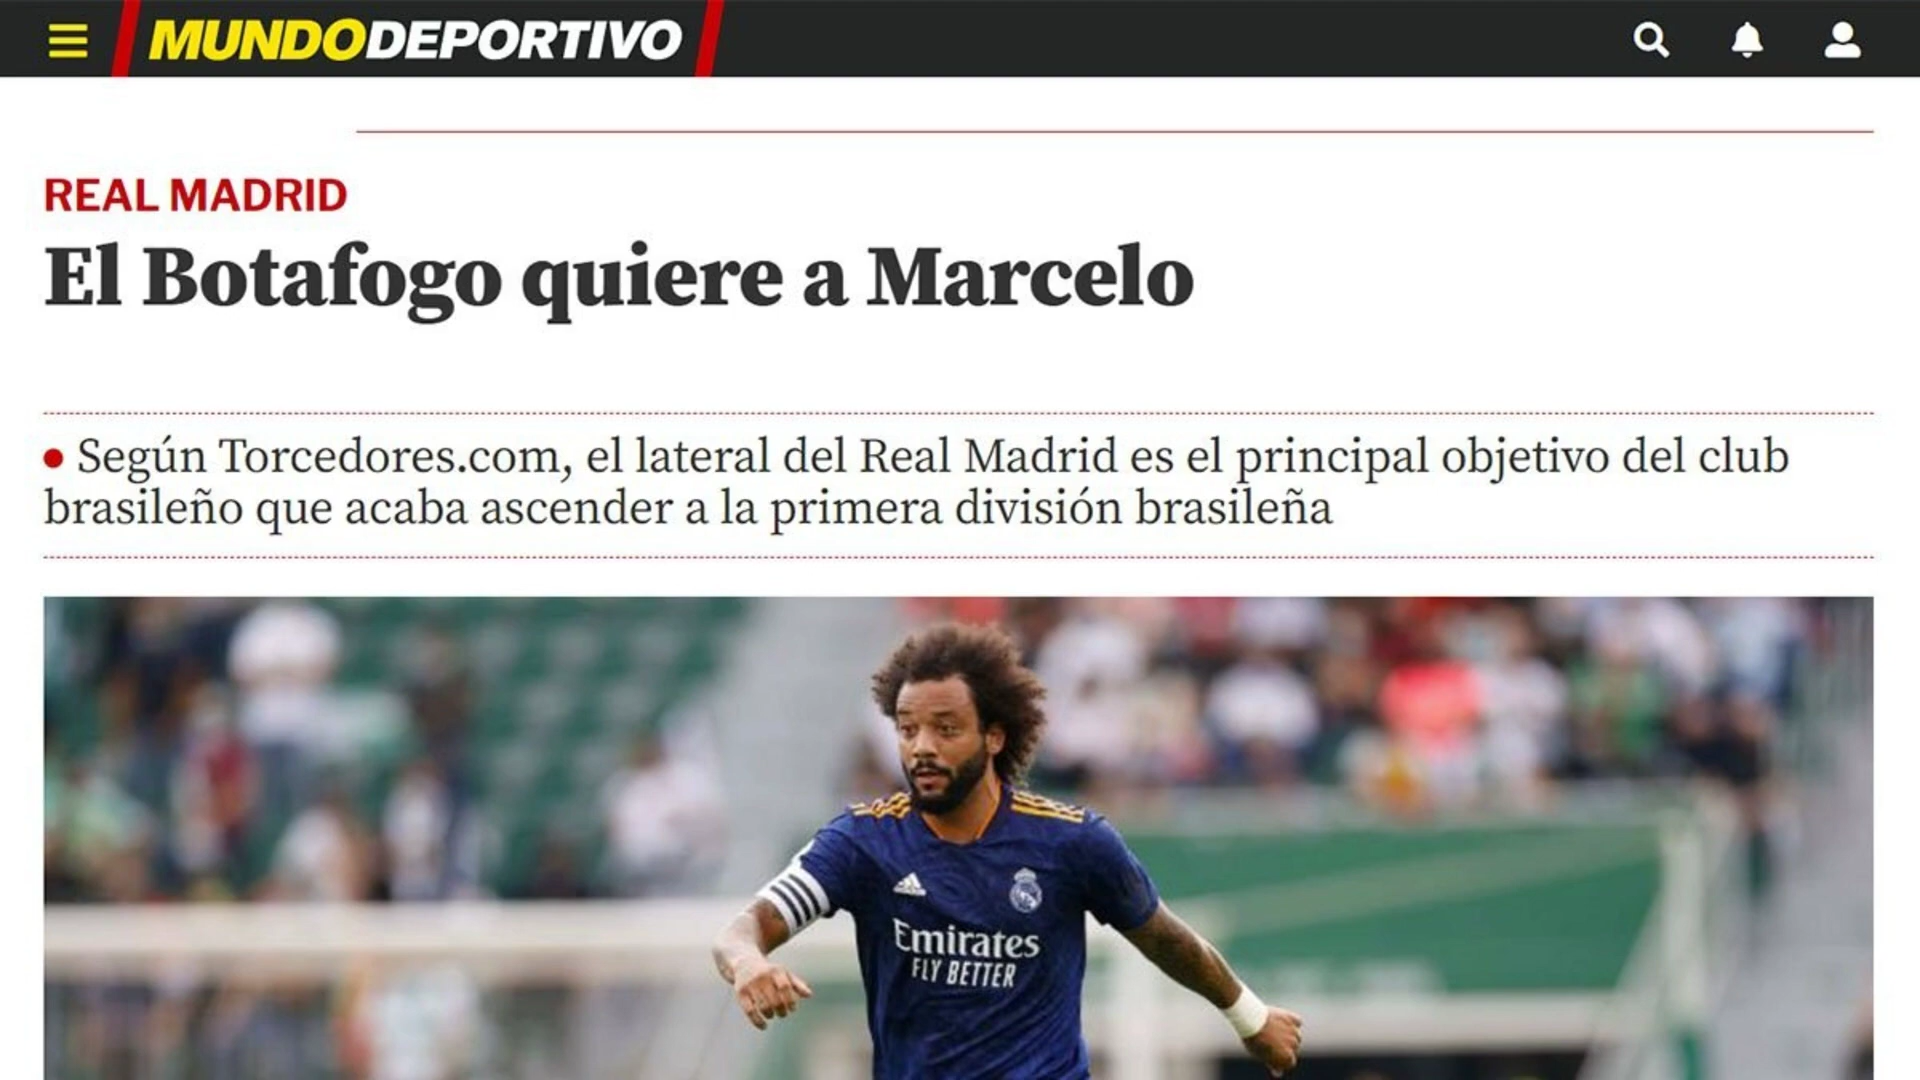 MUNDODEPORTIVO
REAL MADRID
El Botafogo quiere a Marcelo
• Según Torcedores.com, el lateral del Real Madrid es el principal objetivo del club
brasileño que acaba ascender a la primera división brasileña
Emirates
FLY BETTER